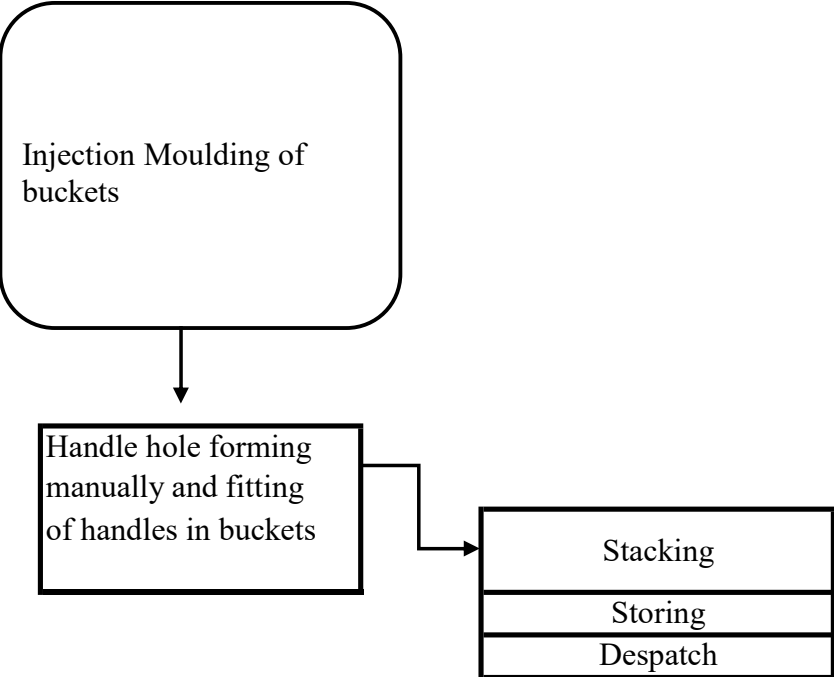 Injection Moulding of
buckets
Handle hole forming
manually and fitting
of handles in buckets
Stacking
Storing
Despatch